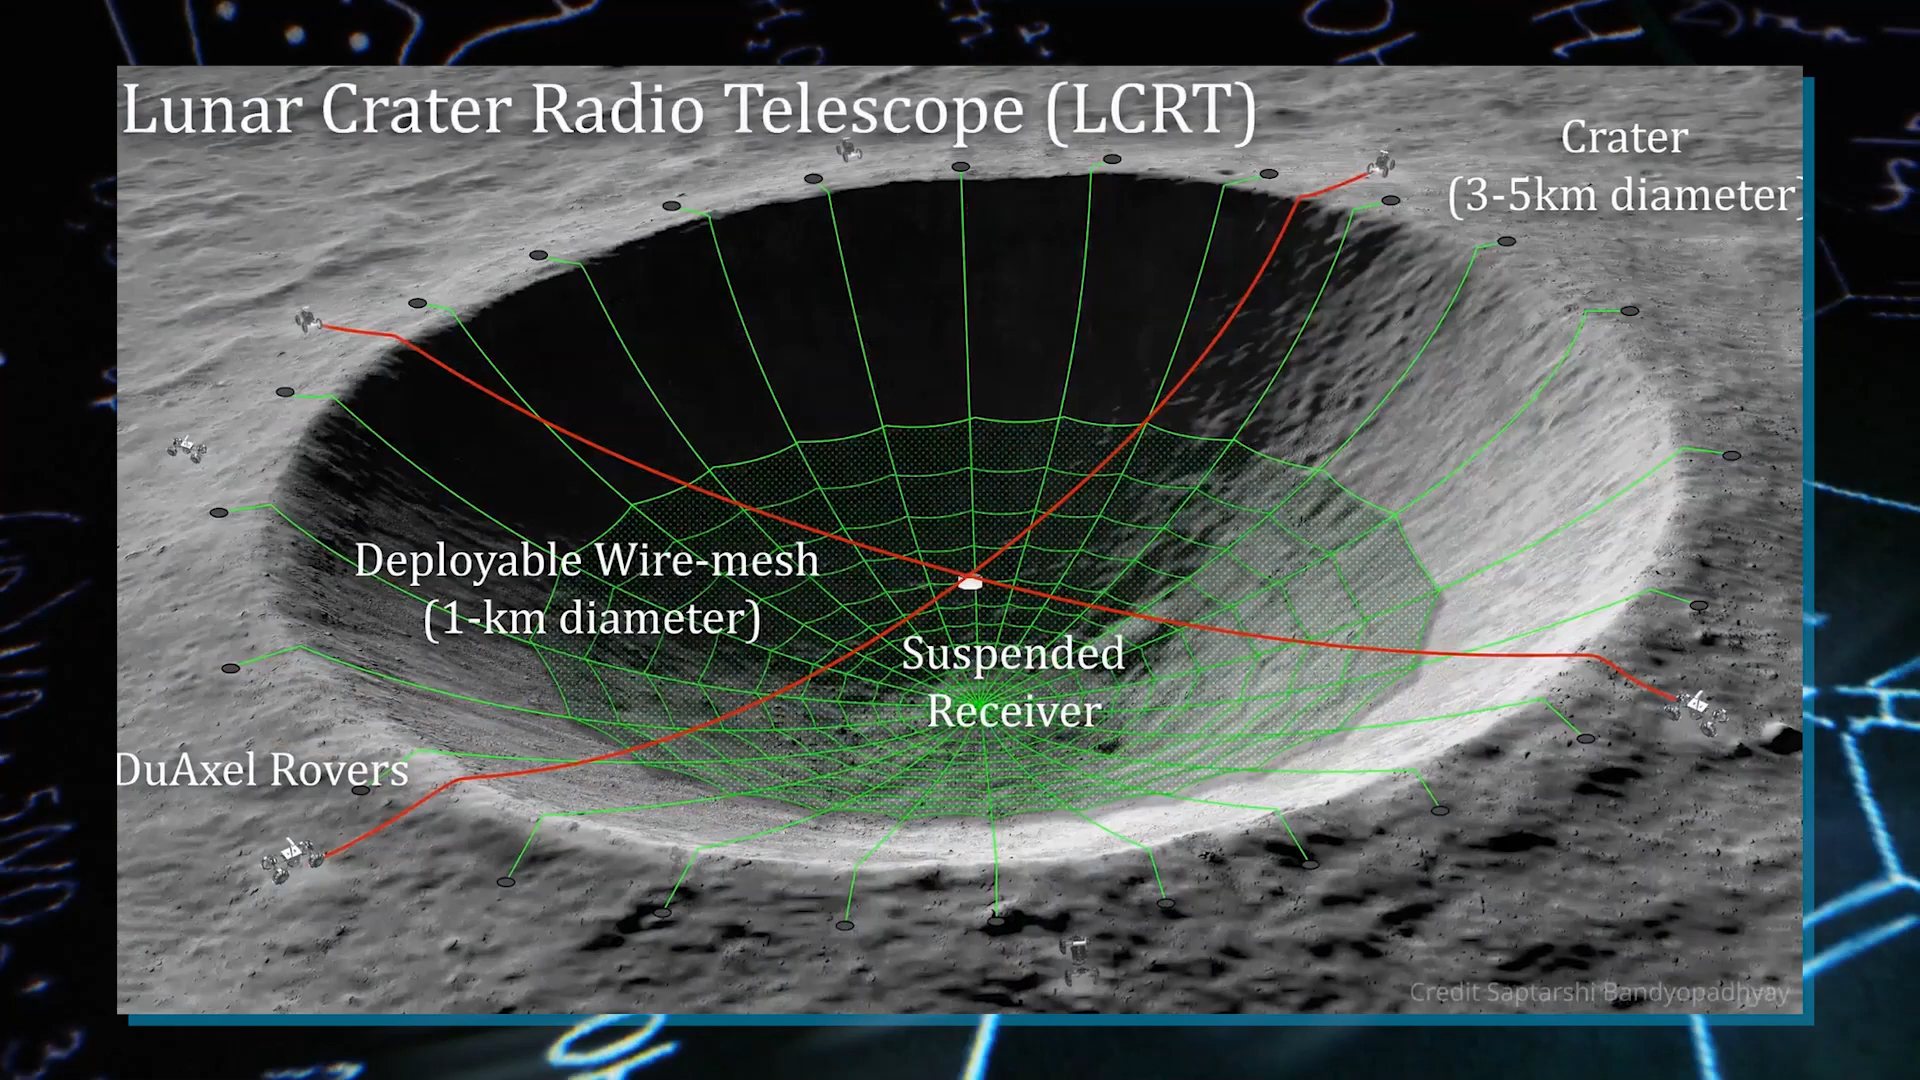 Lunar Crater Radio Telescope (LCRT)
Crater
(3-5km diameter)
Deployable Wire-mesh
(1-km diameter)
Suspended
Receiver
DuAxel Rovers
Credit Saptarshi Bandyopadhyay